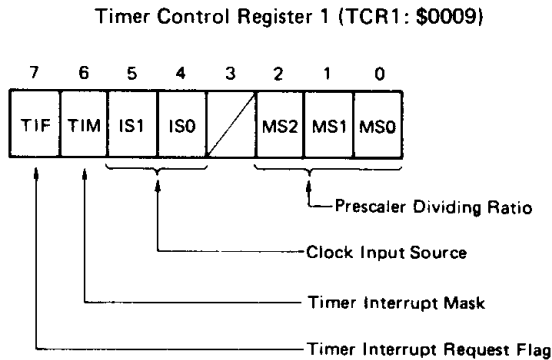 Timer Control Register 1 (TCR1: $0009)
7 6 5 4 3 2 1 0
TIF TIM IS1 IS0 MS2 MS1 MS0
Prescaler Dividing Ratio
Clock Input Source
Timer Interrupt Mask
Timer Interrupt Request Flag